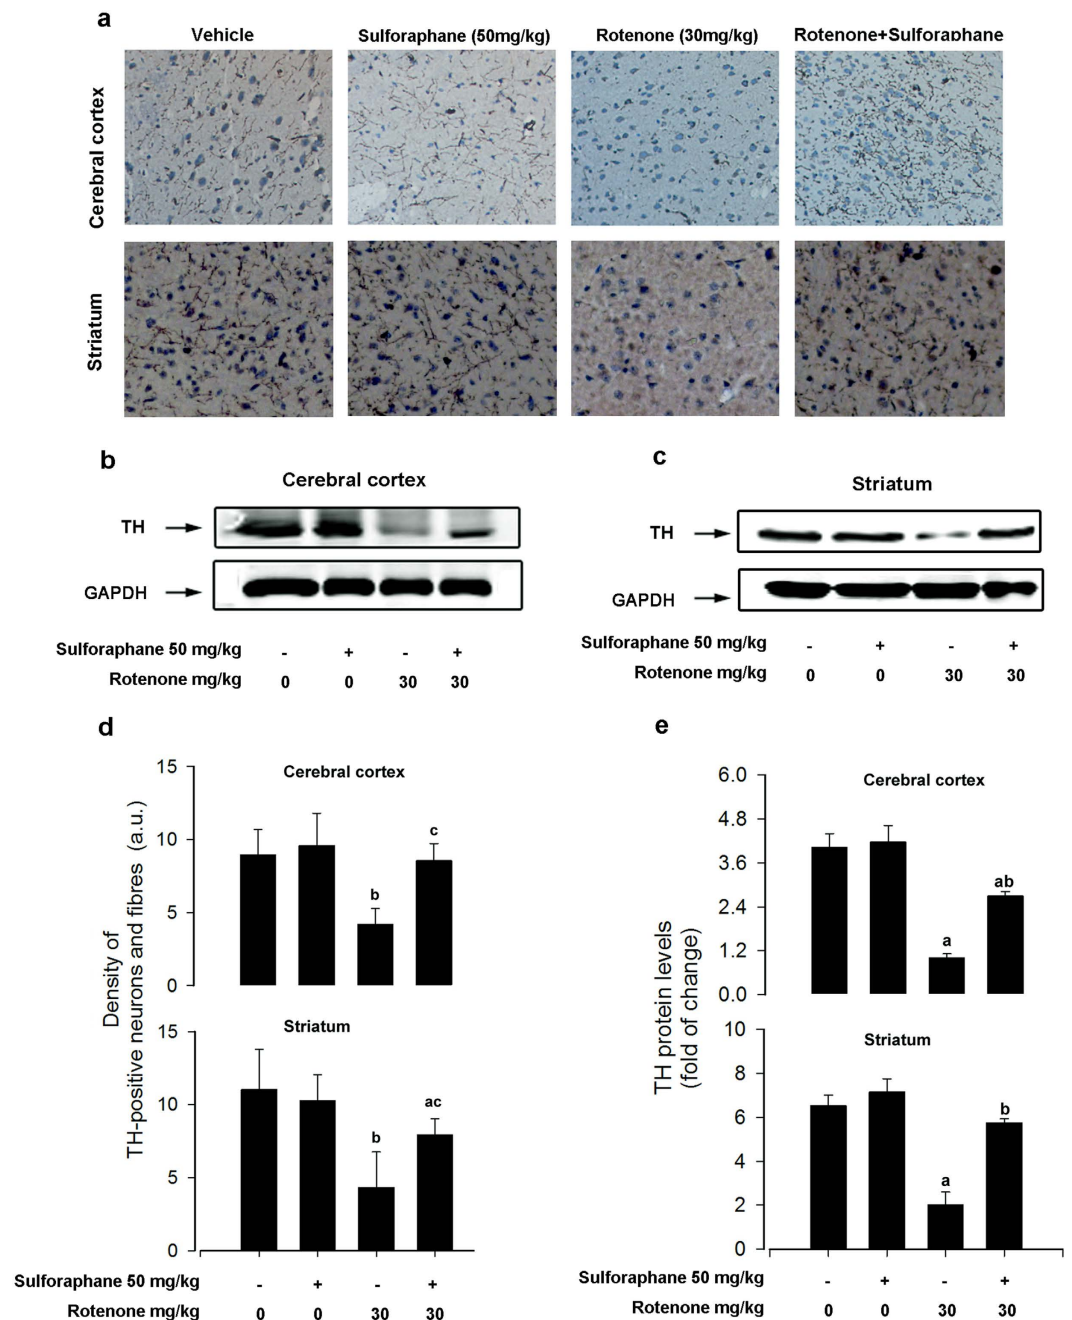 a
Vehicle Sulforaphane (50mg/kg) Rotenone (30mg/kg) Rotenone+Sulforaphane
Cerebral cortex
Striatum
b
Cerebral cortex
TH
GAPDH
Sulforaphane 50 mg/kg - + - +
Rotenone mg/kg 0 0 30 30
c
Striatum
TH
GAPDH
Sulforaphane 50 mg/kg - + - +
Rotenone mg/kg 0 0 30 30
d
Density of
TH-positive neurons and fibres (a.u.)
Cerebral cortex
15
10
5
0
b
c
Striatum
15
10
5
0
b
ac
Sulforaphane 50 mg/kg - + - +
Rotenone mg/kg 0 0 30 30
e
TH protein levels
(fold of change)
Cerebral cortex
6.0
4.8
3.6
2.4
1.2
0.0
a
ab
Striatum
10
8
6
4
2
0
a
b
Sulforaphane 50 mg/kg - + - +
Rotenone mg/kg 0 0 30 30